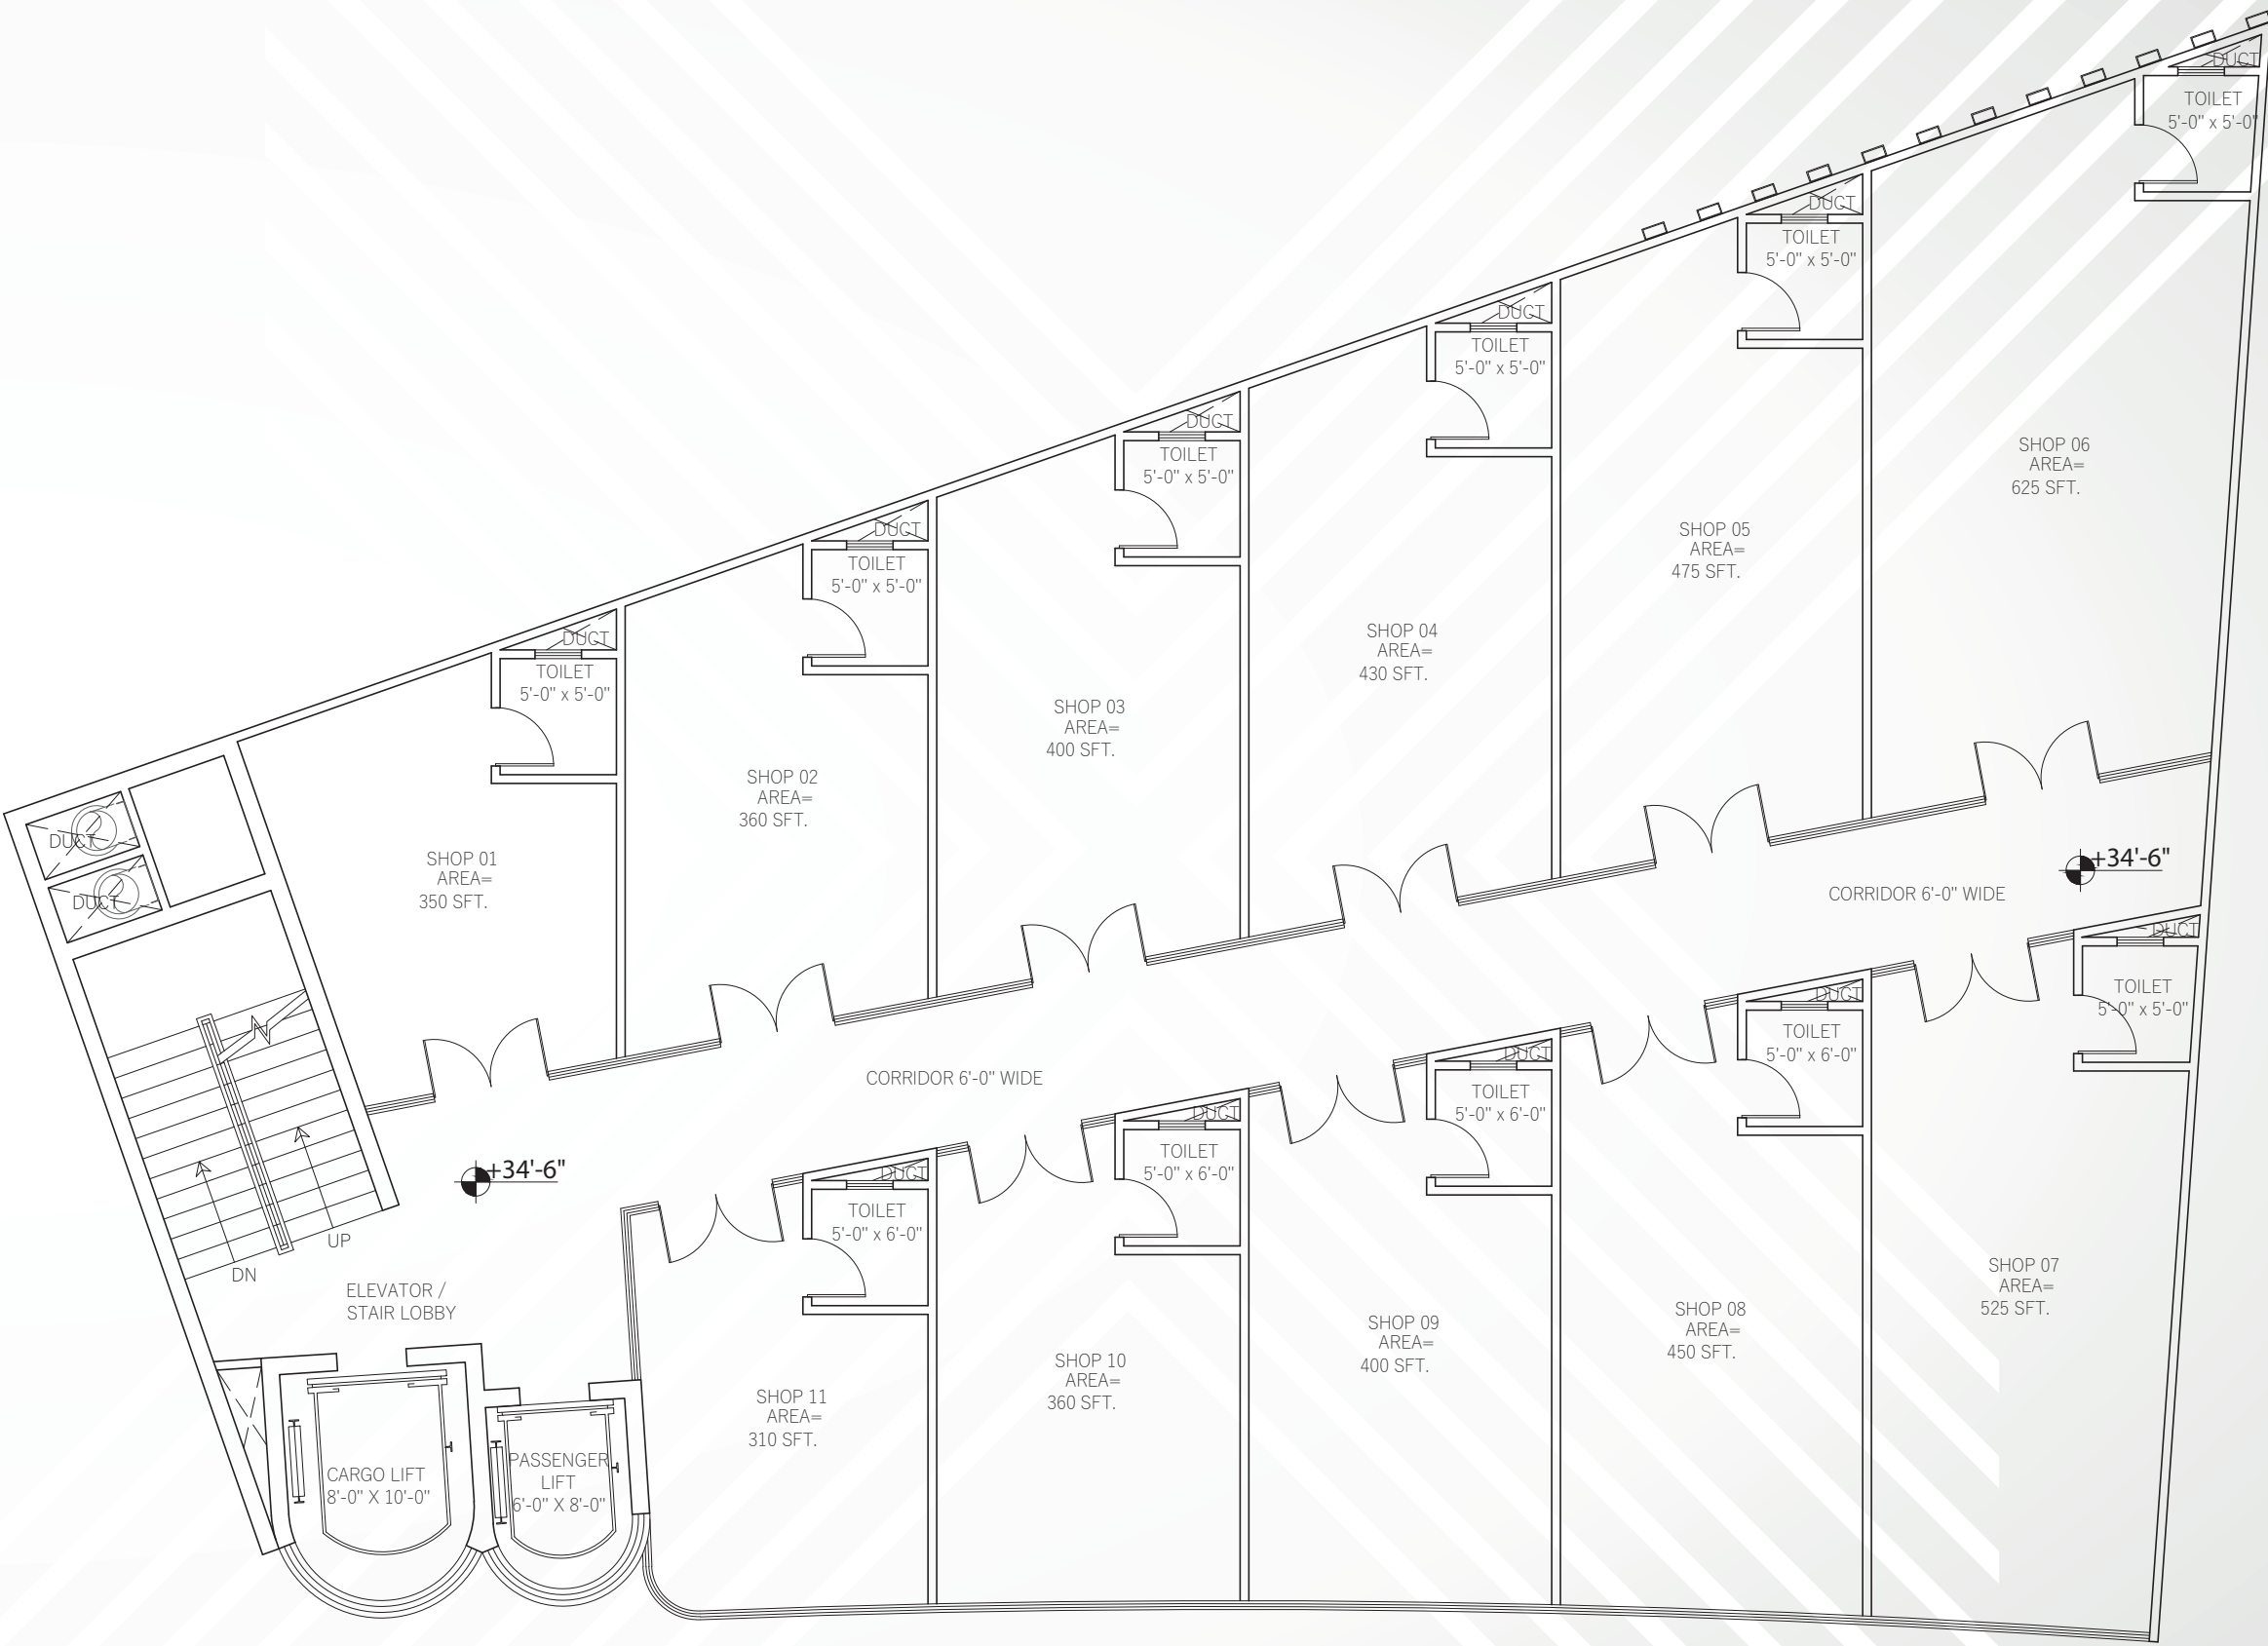 DUCT
TOILET
5'-0" x 5'-0"
DUCT
TOILET
5'-0" x 5'-0"
DUCT
TOILET
5'-0" x 5'-0"
DUCT
TOILET
5'-0" x 5'-0"
DUCT
TOILET
5'-0" x 5'-0"
DUCT
TOILET
5'-0" x 5'-0"
SHOP 06
AREA=
625 SFT.
SHOP 05
AREA=
475 SFT.
SHOP 04
AREA=
430 SFT.
SHOP 03
AREA=
400 SFT.
SHOP 02
AREA=
360 SFT.
SHOP 01
AREA=
350 SFT.
DUCT
DUCT
+34'-6"
CORRIDOR 6'-0" WIDE
CORRIDOR 6'-0" WIDE
+34'-6"
DUCT
TOILET
5'-0" x 5'-0"
DUCT
TOILET
5'-0" x 6'-0"
DUCT
TOILET
5'-0" x 6'-0"
DUCT
TOILET
5'-0" x 6'-0"
DUCT
TOILET
5'-0" x 6'-0"
UP
DN
ELEVATOR /
STAIR LOBBY
SHOP 07
AREA=
525 SFT.
SHOP 08
AREA=
450 SFT.
SHOP 09
AREA=
400 SFT.
SHOP 10
AREA=
360 SFT.
SHOP 11
AREA=
310 SFT.
CARGO LIFT
8'-0" X 10'-0"
PASSENGER
LIFT
6'-0" X 8'-0"